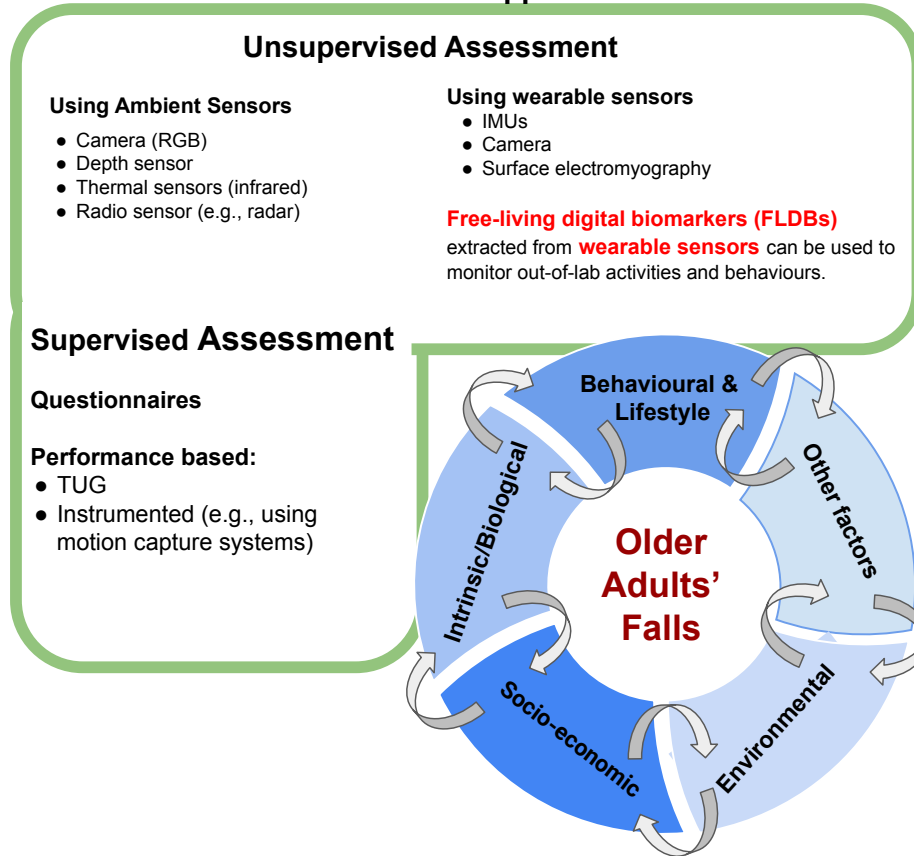 Unsupervised Assessment
Using Ambient Sensors
● Camera (RGB)
● Depth sensor
● Thermal sensors (infrared)
● Radio sensor (e.g., radar)
Using wearable sensors
● IMUs
● Camera
● Surface electromyography
Free-living digital biomarkers (FLDBs)
extracted from wearable sensors can be used to
monitor out-of-lab activities and behaviours.
Supervised Assessment
Questionnaires
Performance based:
● TUG
● Instrumented (e.g., using
motion capture systems)
Behavioural &
Lifestyle
Other factors
Environmental
Socio-economic
Intrinsic/Biological
Older
Adults’
Falls